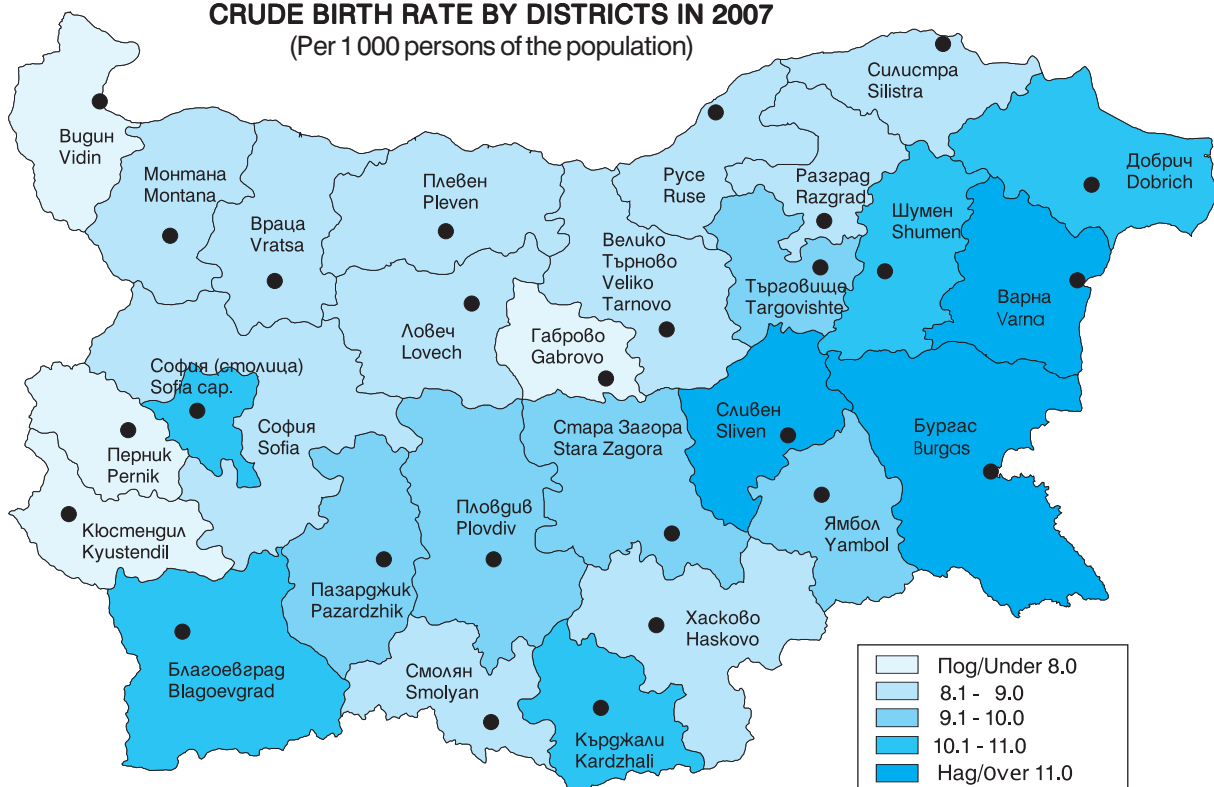 CRUDE BIRTH RATE BY DISTRICTS IN 2007
(Per 1 000 persons of the population)
Силистра
Silistra
Видин
Vidin
Добрич
Dobrich
Монтана
Montana
Плевен
Pleven
Русе
Ruse
Разград
Razgrad
Шумен
Shumen
Враца
Vratsa
Велико
Търново
Veliko
Tarnovo
Търговище
Targovishte
Варна
Varna
Ловеч
Lovech
Габрово
Gabrovo
София (столица)
Sofia cap.
София
Sofia
Стара Загора
Stara Zagora
Сливен
Sliven
Бургас
Burgas
Перник
Pernik
Кюстендил
Kyustendil
Пловдив
Plovdiv
Ямбол
Yambol
Пазарджик
Pazardzhik
Хасково
Haskovo
Благоевград
Blagoevgrad
Смолян
Smolyan
Кърджали
Kardzhali
Под/Under 8.0
8.1 - 9.0
9.1 - 10.0
10.1 - 11.0
Над/Over 11.0